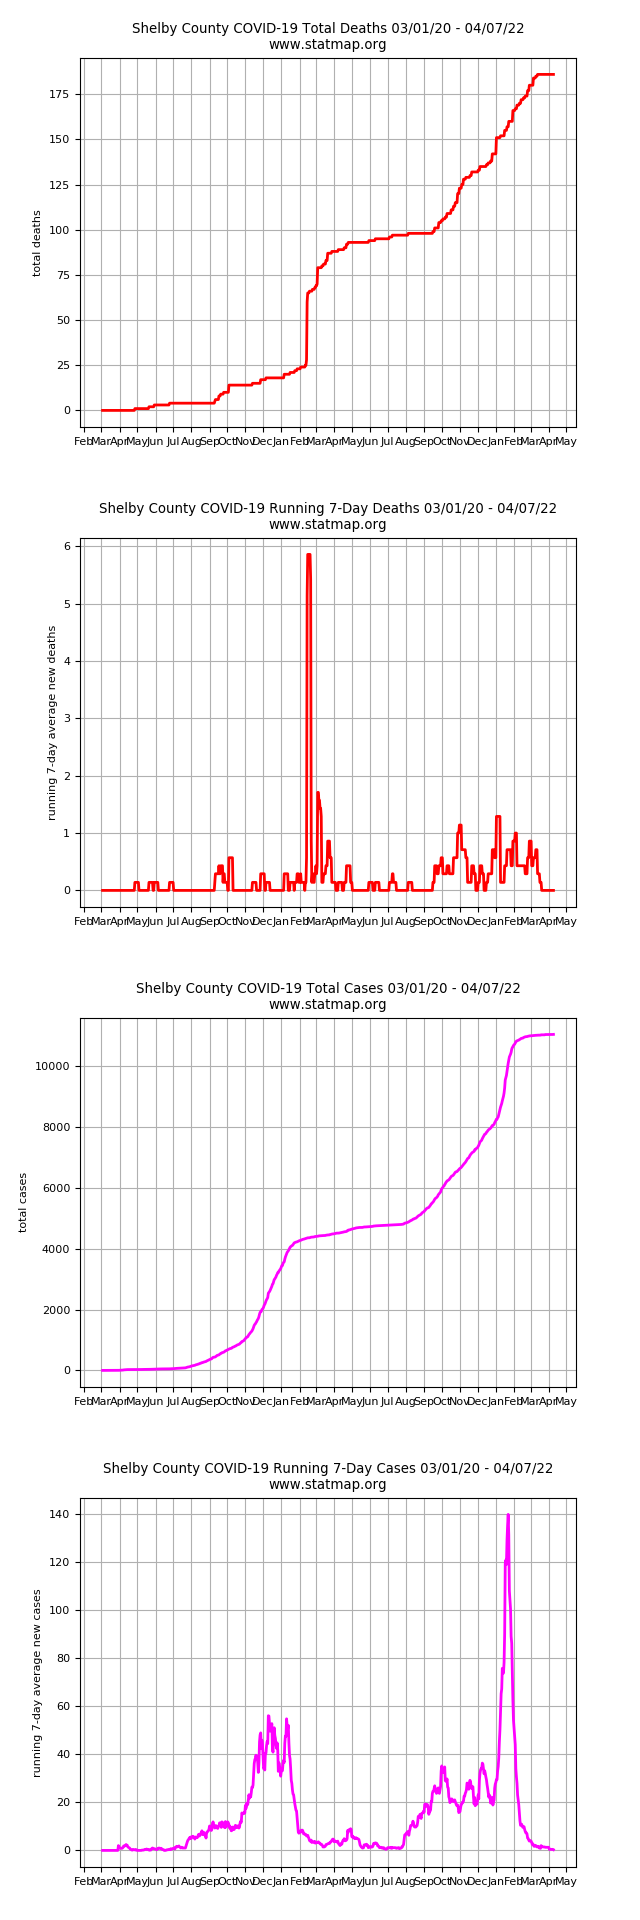 Shelby County COVID-19 Total Deaths 03/01/20 - 04/07/22
www.statmap.org
total deaths
175
150
125
100
75
50
25
0
Feb Mar Apr May Jun Jul Aug Sep Oct Nov Dec Jan Feb Mar Apr May Jun Jul Aug Sep Oct Nov Dec Jan Feb Mar Apr May
Shelby County COVID-19 Running 7-Day Deaths 03/01/20 - 04/07/22
www.statmap.org
running 7-day average new deaths
6
5
4
3
2
1
0
Feb Mar Apr May Jun Jul Aug Sep Oct Nov Dec Jan Feb Mar Apr May Jun Jul Aug Sep Oct Nov Dec Jan Feb Mar Apr May
Shelby County COVID-19 Total Cases 03/01/20 - 04/07/22
www.statmap.org
total cases
10000
8000
6000
4000
2000
0
Feb Mar Apr May Jun Jul Aug Sep Oct Nov Dec Jan Feb Mar Apr May Jun Jul Aug Sep Oct Nov Dec Jan Feb Mar Apr May
Shelby County COVID-19 Running 7-Day Cases 03/01/20 - 04/07/22
www.statmap.org
running 7-day average new cases
140
120
100
80
60
40
20
0
Feb Mar Apr May Jun Jul Aug Sep Oct Nov Dec Jan Feb Mar Apr May Jun Jul Aug Sep Oct Nov Dec Jan Feb Mar Apr May